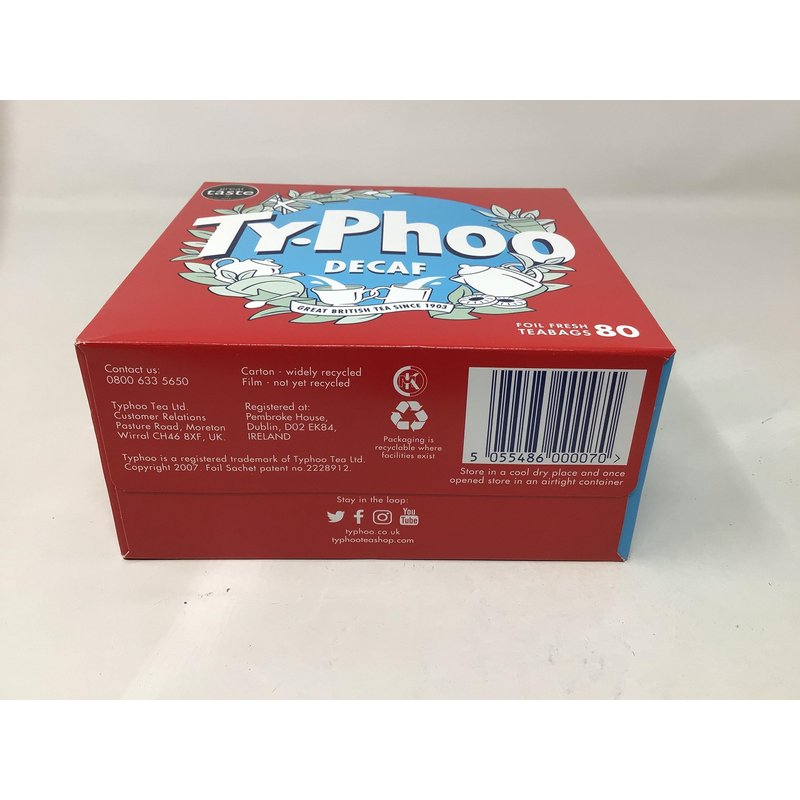 great
taste
TY·PHOO
DECAF
GREAT BRITISH TEA SINCE 1903
FOIL FRESH
TEABAGS 80
Contact us:
0800 633 5650
Typhoo Tea Ltd.
Customer Relations
Pasture Road, Moreton
Wirral CH46 8XF, UK.
Carton - widely recycled
Film - not yet recycled
Registered at:
Pembroke House,
Dublin, D02 EK84,
IRELAND
Typhoo is a registered trademark of Typhoo Tea Ltd.
Copyright 2007. Foil Sachet patent no.2228912.
K
Packaging is
recyclable where
facilities exist
5 055486 000070 >
Store in a cool dry place and once
opened store in an airtight container
Stay in the loop:
You
Tube
typhoo.co.uk
typhooteashop.com